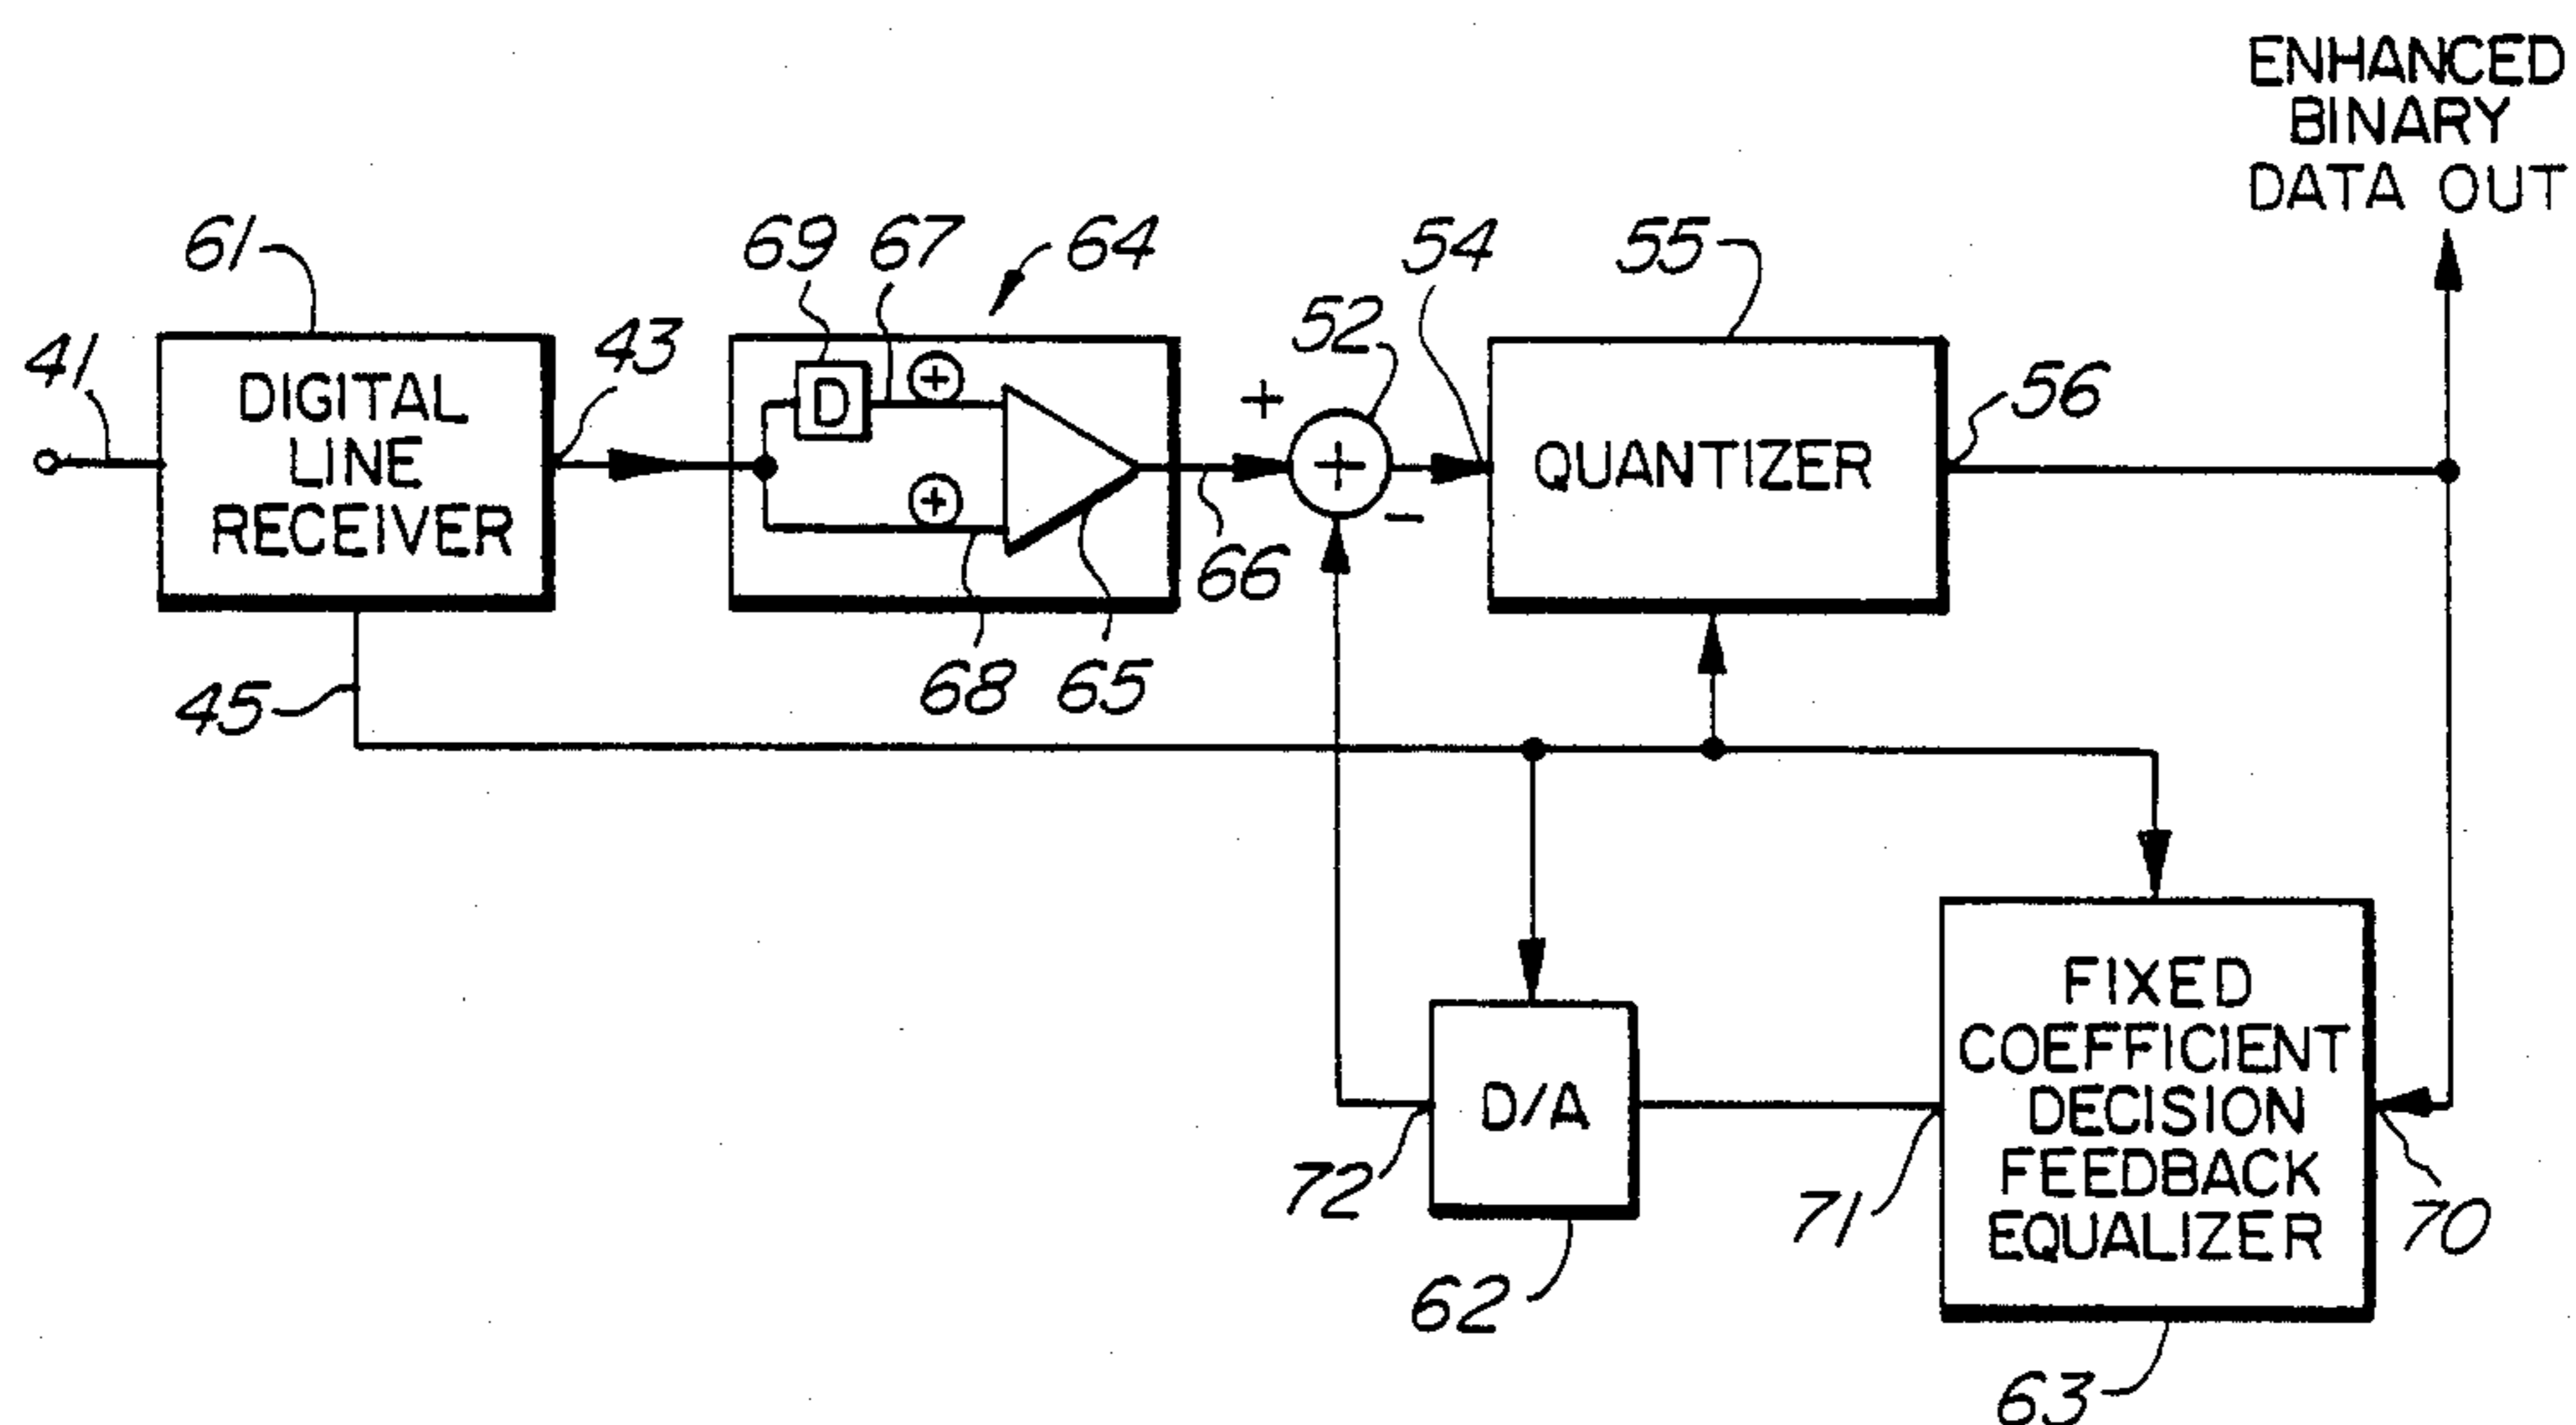 ENHANCED
BINARY
DATA OUT
61
69
67
64
54
55
52
41
43
56
DIGITAL
LINE
RECEIVER
D
+
+
+
+
-
QUANTIZER
66
68
65
45
FIXED
COEFFICIENT
DECISION
FEEDBACK
EQUALIZER
D/A
72
71
70
62
63